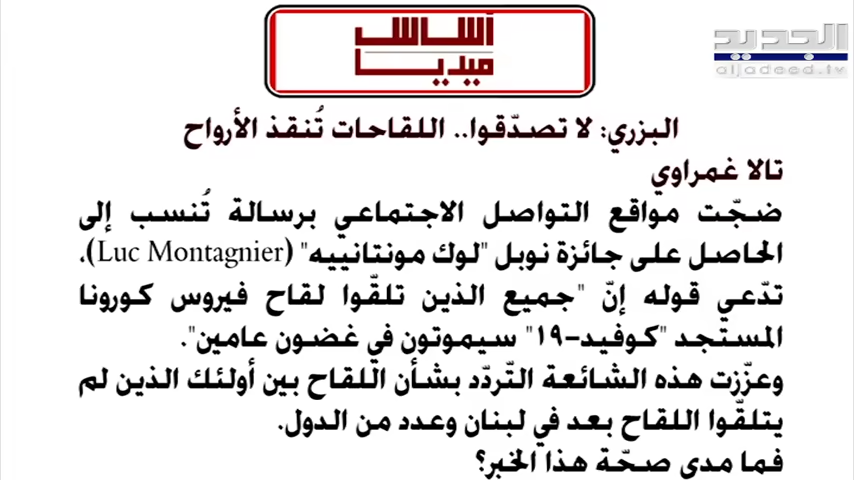 أساس
ميديا
الجديد
aljadeed.tv
البزري: لا تصدّقوا.. اللقاحات تُنقذ الأرواح
تالا غمراوي
ضجّت مواقع التواصل الاجتماعي برسالة تُنسب إلى
الحاصل على جائزة نوبل "لوك مونتانييه" (Luc Montagnier)،
تدّعي قوله إنّ "جميع الذين تلقّوا لقاح فيروس كورونا
المستجد "كوفيد-١٩" سيموتون في غضون عامين".
وعزّزت هذه الشائعة التّردّد بشأن اللقاح بين أولئك الذين لم
يتلقّوا اللقاح بعد في لبنان وعدد من الدول.
فما مدى صحّة هذا الخبر؟